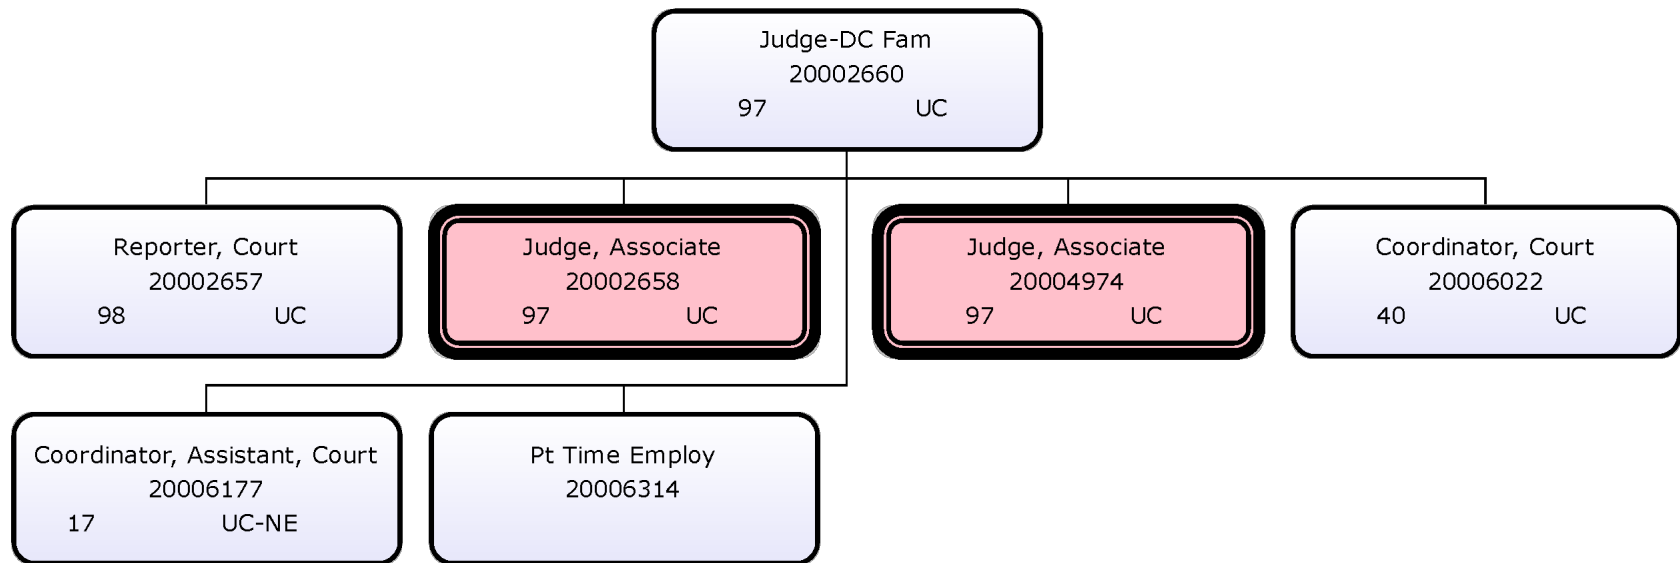 Judge-DC Fam
20002660
97 UC
Reporter, Court
20002657
98 UC
Judge, Associate
20002658
97 UC
Judge, Associate
20004974
97 UC
Coordinator, Court
20006022
40 UC
Coordinator, Assistant, Court
20006177
17 UC-NE
Pt Time Employ
20006314